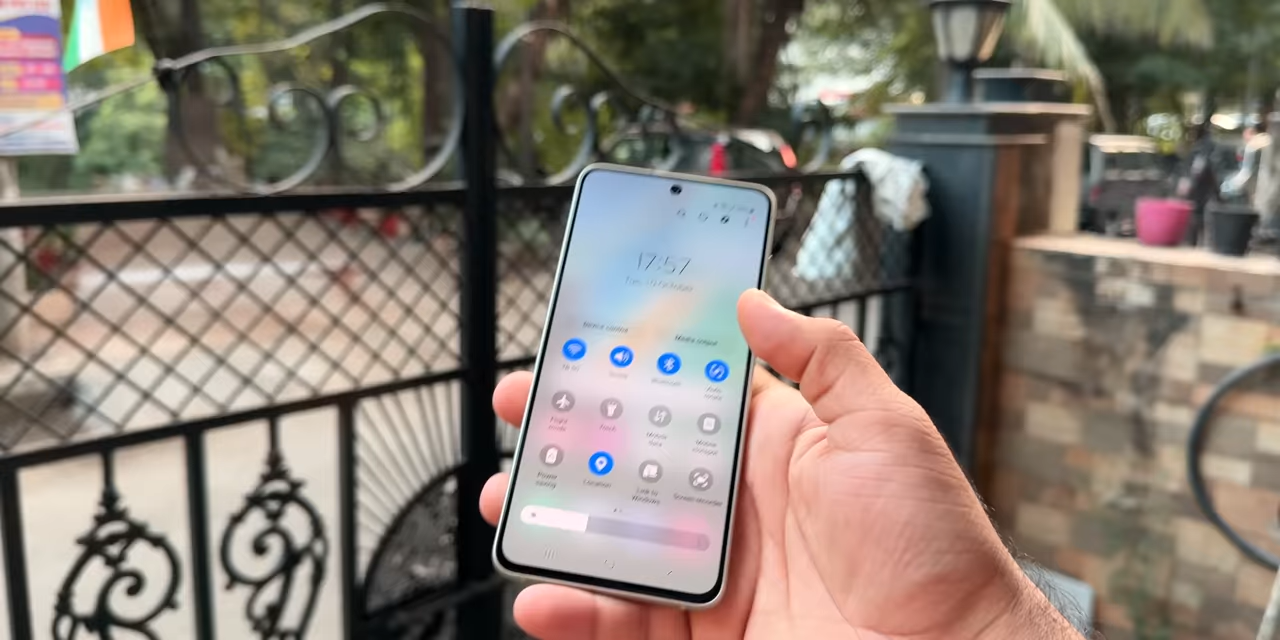 17:57
Tue, 10 October
Device control
Media output
Wi-Fi
Sound
Bluetooth
Auto
rotate
Flight
mode
Torch
Mobile
data
Mobile
hotspot
Power
saving
Location
Link to
Windows
Screen recorder